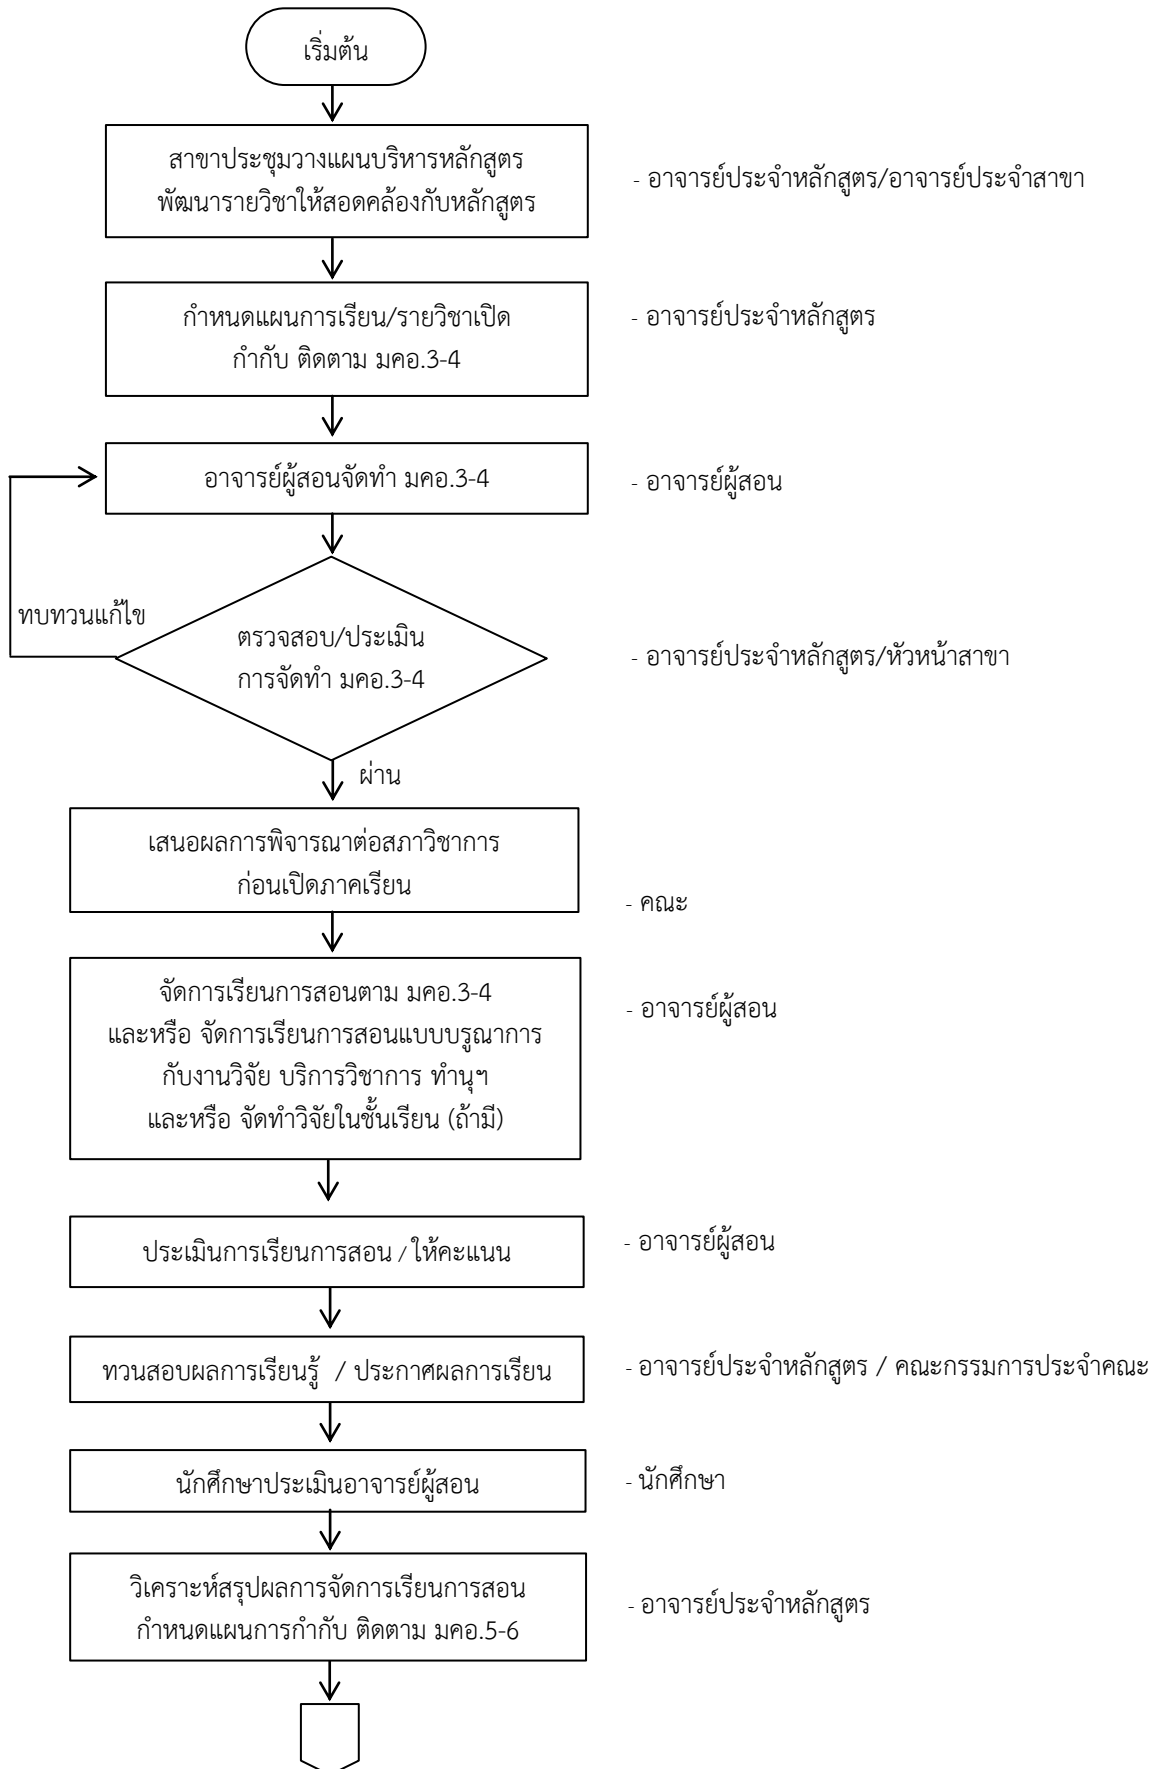 เริ่มต้น
สาขาประชุมวางแผนบริหารหลักสูตร
พัฒนารายวิชาให้สอดคล้องกับหลักสูตร
- อาจารย์ประจำหลักสูตร/อาจารย์ประจำสาขา
กำหนดแผนการเรียน/รายวิชาเปิด
กำกับ ติดตาม มคอ.3-4
- อาจารย์ประจำหลักสูตร
อาจารย์ผู้สอนจัดทำ มคอ.3-4
- อาจารย์ผู้สอน
ทบทวนแก้ไข
ตรวจสอบ/ประเมิน
การจัดทำ มคอ.3-4
- อาจารย์ประจำหลักสูตร/หัวหน้าสาขา
ผ่าน
เสนอผลการพิจารณาต่อสภาวิชาการ
ก่อนเปิดภาคเรียน
- คณะ
จัดการเรียนการสอนตาม มคอ.3-4
และหรือ จัดการเรียนการสอนแบบบรูณาการ
กับงานวิจัย บริการวิชาการ ทำนุฯ
และหรือ จัดทำวิจัยในชั้นเรียน (ถ้ามี)
- อาจารย์ผู้สอน
ประเมินการเรียนการสอน / ให้คะแนน
- อาจารย์ผู้สอน
ทวนสอบผลการเรียนรู้ / ประกาศผลการเรียน
- อาจารย์ประจำหลักสูตร / คณะกรรมการประจำคณะ
นักศึกษาประเมินอาจารย์ผู้สอน
- นักศึกษา
วิเคราะห์สรุปผลการจัดการเรียนการสอน
กำหนดแผนการกำกับ ติดตาม มคอ.5-6
- อาจารย์ประจำหลักสูตร